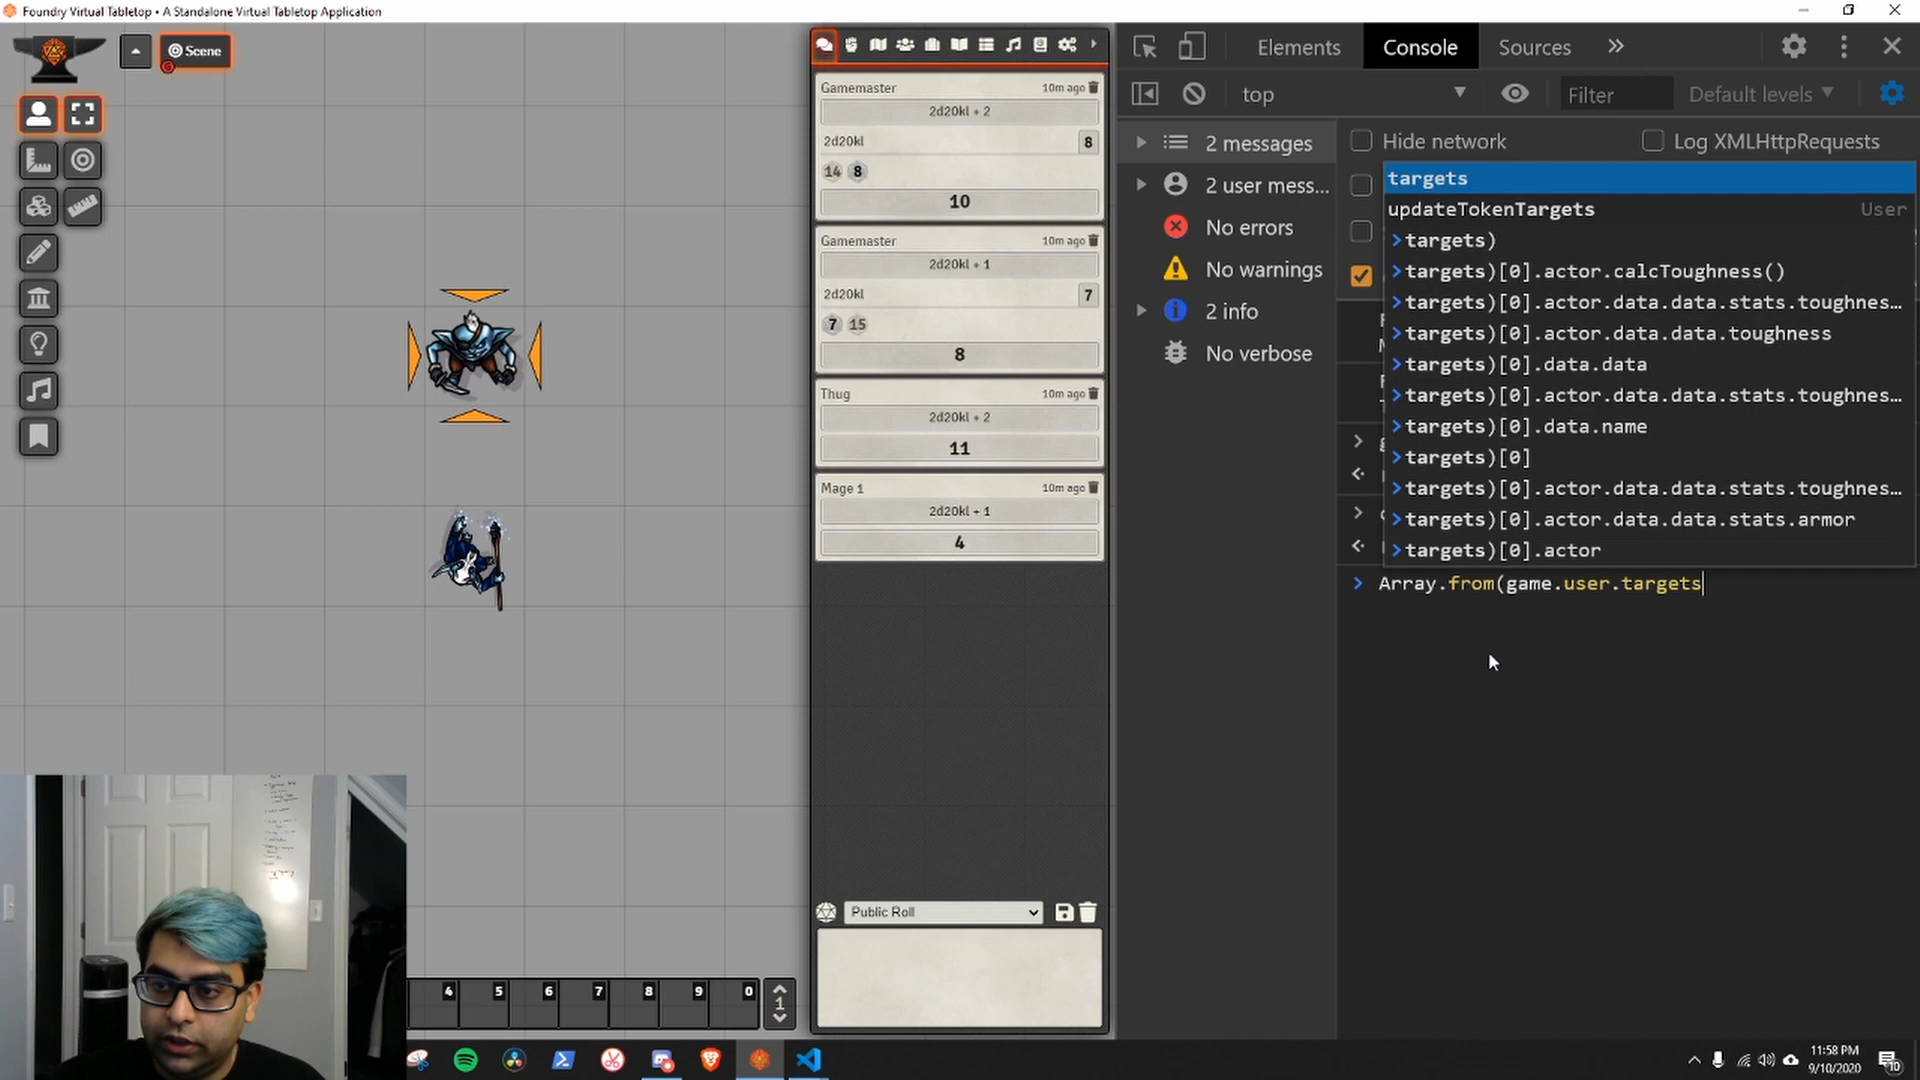 Foundry Virtual Tabletop • A Standalone Virtual Tabletop Application
Scene
G
Gamemaster 10m ago
2d20kl + 2
2d20kl 8
14 8
10
Gamemaster 10m ago
2d20kl + 1
2d20kl 7
7 15
8
Thug 10m ago
2d20kl + 2
11
Mage 1 10m ago
2d20kl + 1
4
Public Roll
4 5 6 7 8 9 0
1
Elements Console Sources »
top Filter Default levels
2 messages
2 user mess...
No errors
No warnings
2 info
No verbose
Hide network Log XMLHttpRequests
targets
updateTokenTargets User
>targets)
>targets)[0].actor.calcToughness()
>targets)[0].actor.data.data.stats.toughnes…
>targets)[0].actor.data.data.toughness
>targets)[0].data.data
>targets)[0].actor.data.data.stats.toughnes…
>targets)[0].data.name
>targets)[0]
>targets)[0].actor.data.data.stats.toughnes…
>targets)[0].actor.data.data.stats.armor
>targets)[0].actor
> Array.from(game.user.targets
11:58 PM
9/10/2020
10